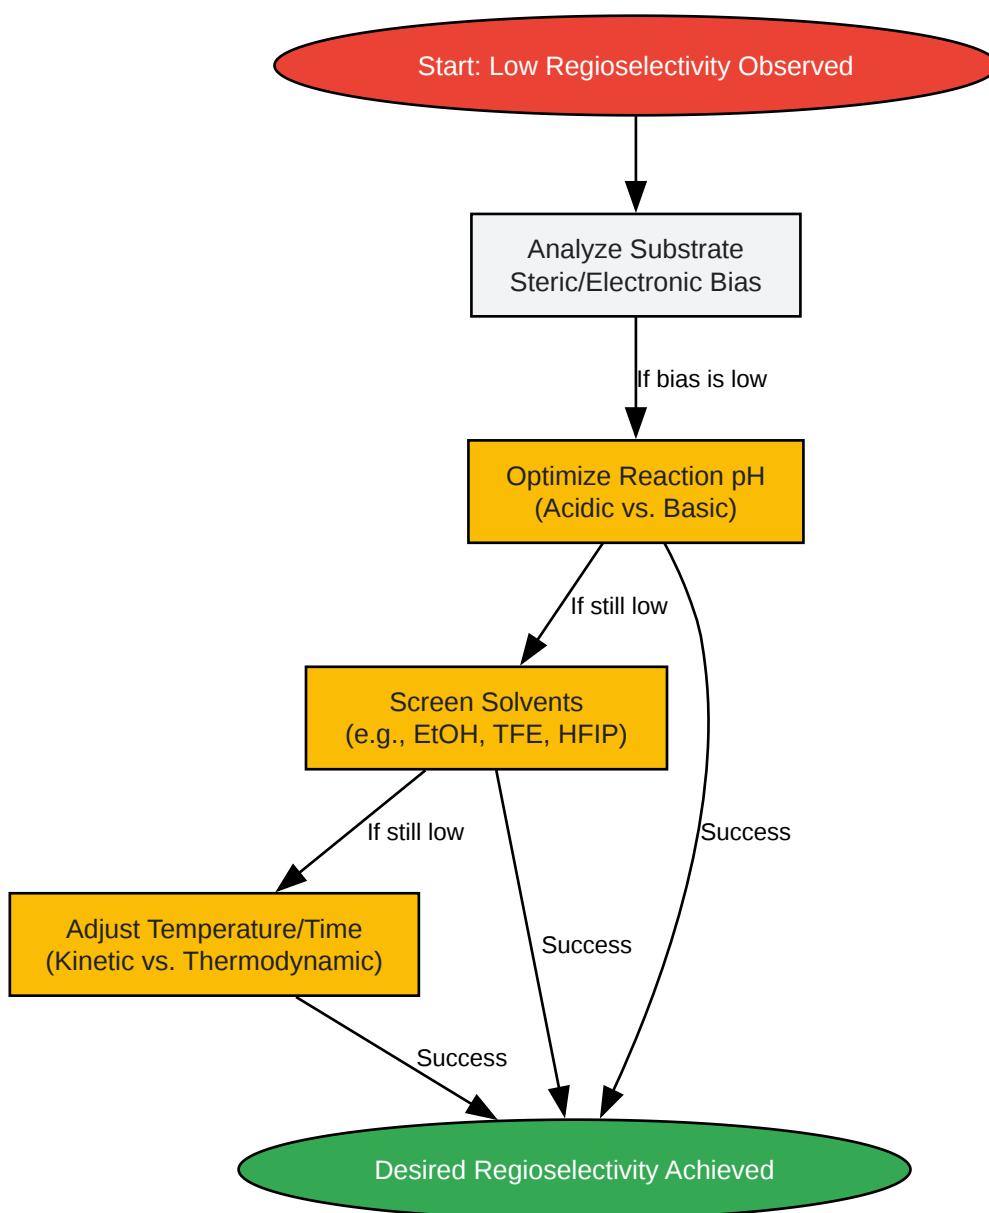 Start: Low Regioselectivity Observed
Analyze Substrate
Steric/Electronic Bias
If bias is low
Optimize Reaction pH
(Acidic vs. Basic)
If still low
Screen Solvents
(e.g., EtOH, TFE, HFIP)
If still low
Success
Adjust Temperature/Time
(Kinetic vs. Thermodynamic)
Success
Success
Desired Regioselectivity Achieved